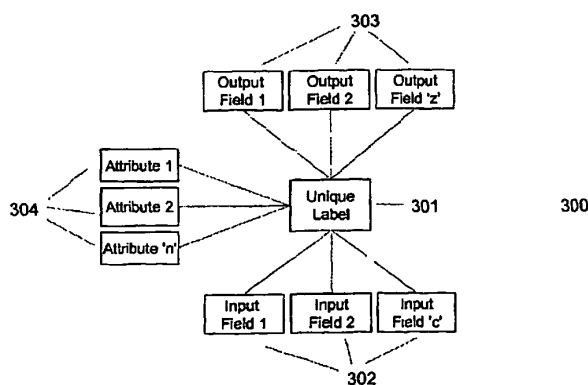 303
Output Field 1
Output Field 2
Output Field 'z'
Attribute 1
Attribute 2
Attribute 'n'
304
Unique Label
301
300
Input Field 1
Input Field 2
Input Field 'c'
302